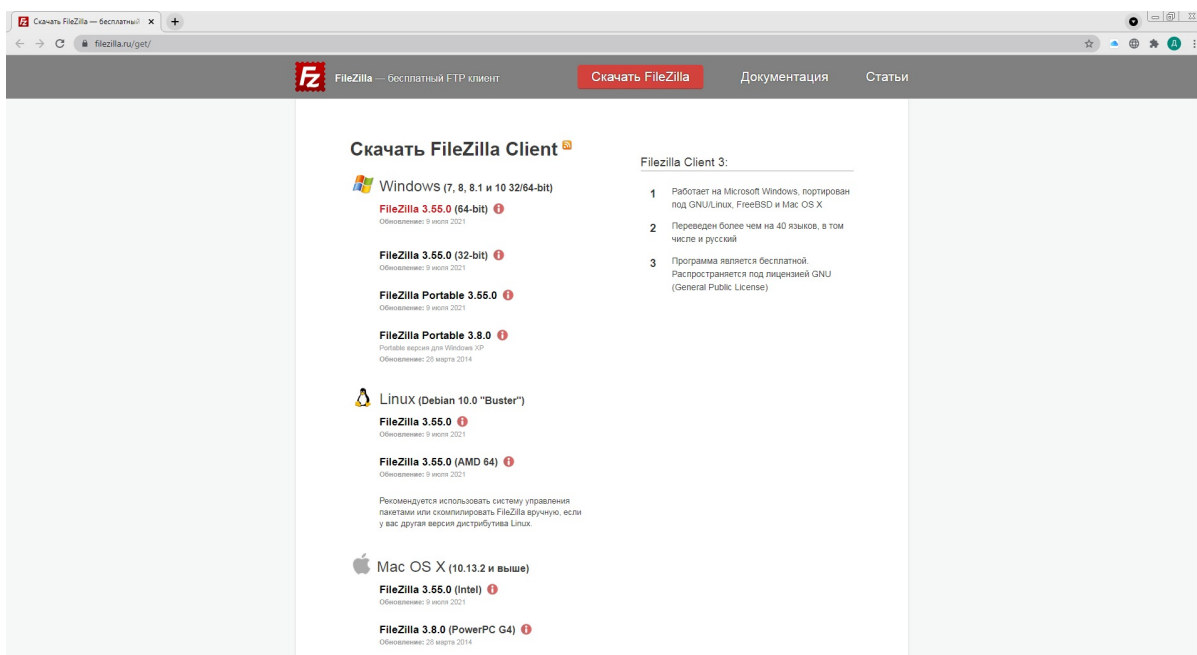 Скачать FileZilla — бесплатный
filezilla.ru/get/
Д
FileZilla — бесплатный FTP клиент
Скачать FileZilla
Документация
Статьи
Скачать FileZilla Client
Windows (7, 8, 8.1 и 10 32/64-bit)
FileZilla 3.55.0 (64-bit)
Обновление: 9 июля 2021
FileZilla 3.55.0 (32-bit)
Обновление: 9 июля 2021
FileZilla Portable 3.55.0
Обновление: 9 июля 2021
FileZilla Portable 3.8.0
Portable версия для Windows XP
Обновление: 28 марта 2014
Linux (Debian 10.0 "Buster")
FileZilla 3.55.0
Обновление: 9 июля 2021
FileZilla 3.55.0 (AMD 64)
Обновление: 9 июля 2021
Рекомендуется использовать систему управления
пакетами или скомпилировать FileZilla вручную, если
у вас другая версия дистрибутива Linux.
Mac OS X (10.13.2 и выше)
FileZilla 3.55.0 (Intel)
Обновление: 9 июля 2021
FileZilla 3.8.0 (PowerPC G4)
Обновление: 28 марта 2014
Filezilla Client 3:
1 Работает на Microsoft Windows, портирован
под GNU/Linux, FreeBSD и Mac OS X
2 Переведен более чем на 40 языков, в том
числе и русский
3 Программа является бесплатной.
Распространяется под лицензией GNU
(General Public License)